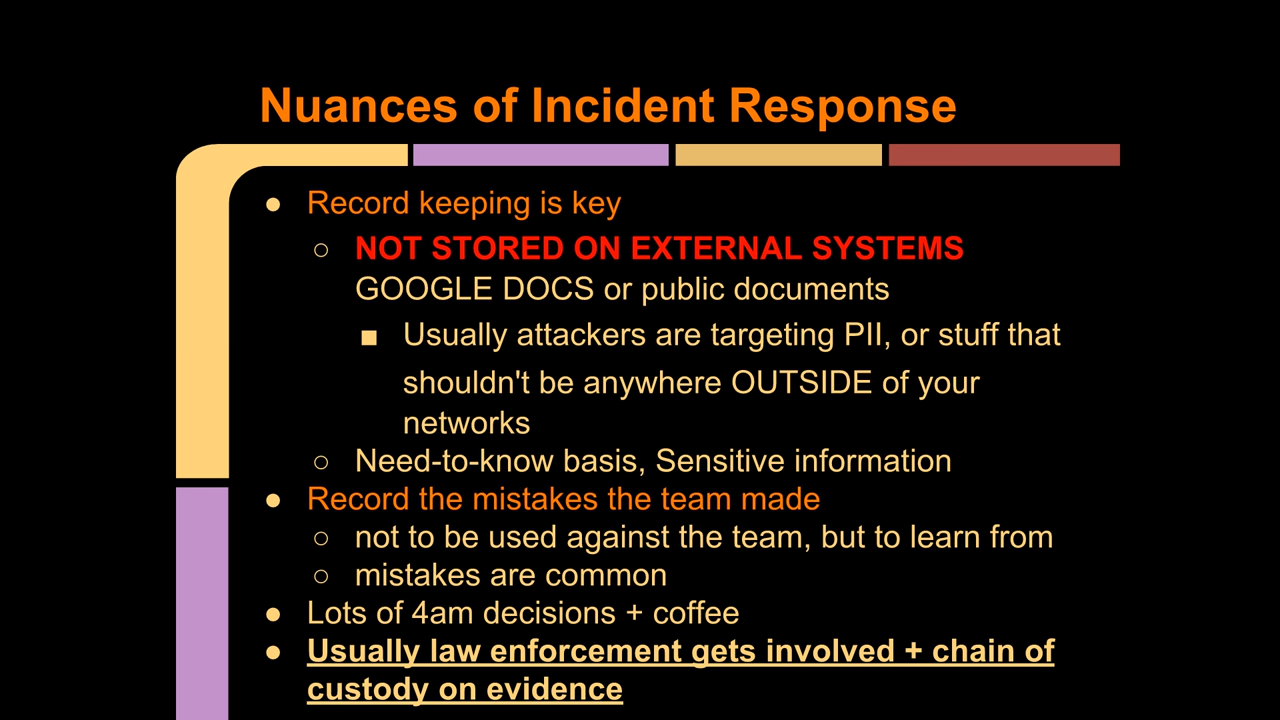 Nuances of Incident Response
● Record keeping is key
○ NOT STORED ON EXTERNAL SYSTEMS
GOOGLE DOCS or public documents
■ Usually attackers are targeting PII, or stuff that
shouldn't be anywhere OUTSIDE of your
networks
○ Need-to-know basis, Sensitive information
● Record the mistakes the team made
○ not to be used against the team, but to learn from
○ mistakes are common
● Lots of 4am decisions + coffee
● Usually law enforcement gets involved + chain of
custody on evidence